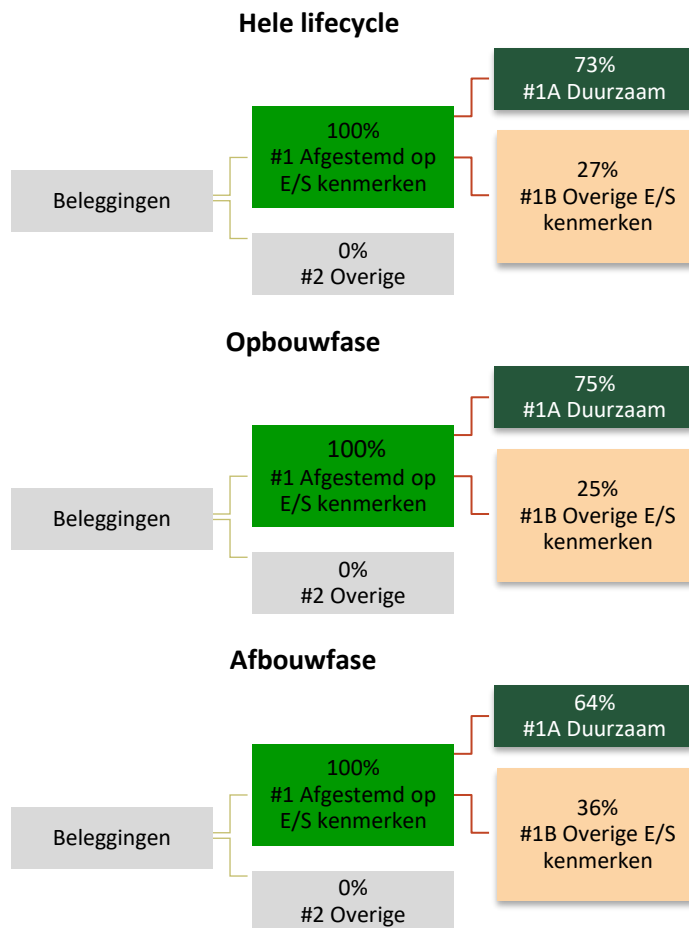 Hele lifecycle
73%
#1A Duurzaam
100%
#1 Afgestemd op
E/S kenmerken
27%
#1B Overige E/S
kenmerken
Beleggingen
0%
#2 Overige
Opbouwfase
75%
#1A Duurzaam
100%
#1 Afgestemd op
E/S kenmerken
25%
#1B Overige E/S
kenmerken
Beleggingen
0%
#2 Overige
Afbouwfase
64%
#1A Duurzaam
100%
#1 Afgestemd op
E/S kenmerken
36%
#1B Overige E/S
kenmerken
Beleggingen
0%
#2 Overige